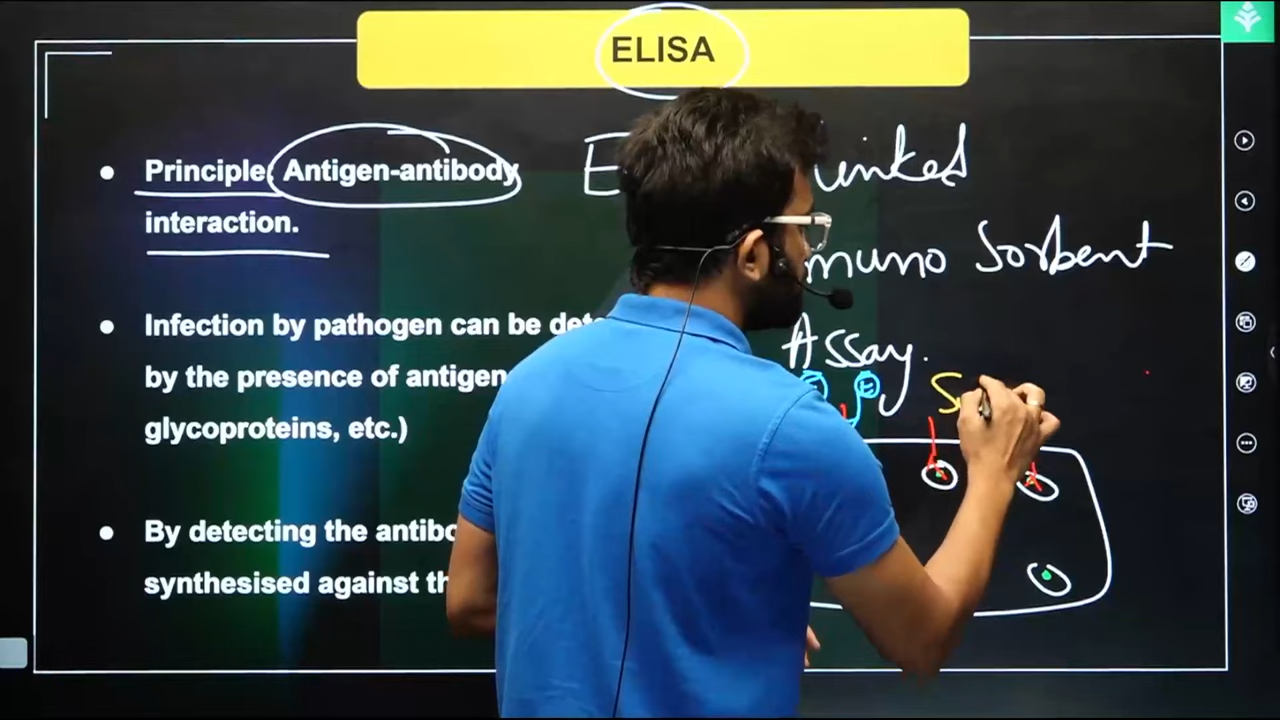 ELISA
Principle: Antigen-antibody
interaction.
E inked
muno Sorbent
Assay.
Infection by pathogen can be dete
by the presence of antigen
glycoproteins, etc.)
E
S
By detecting the antibo
synthesised against th